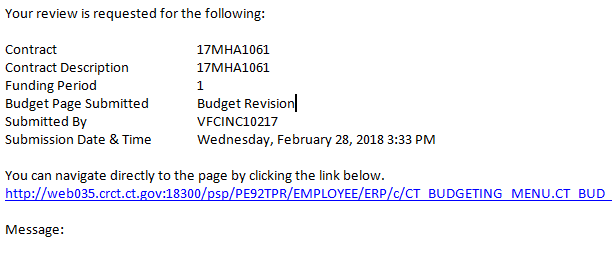 Your review is requested for the following:
Contract 17MHA1061
Contract Description 17MHA1061
Funding Period 1
Budget Page Submitted Budget Revision
Submitted By VFCINC10217
Submission Date & Time Wednesday, February 28, 2018 3:33 PM
You can navigate directly to the page by clicking the link below.
http://web035.crct.ct.gov:18300/psp/PE92TPR/EMPLOYEE/ERP/c/CT_BUDGETING_MENU.CT_BUD_
Message: